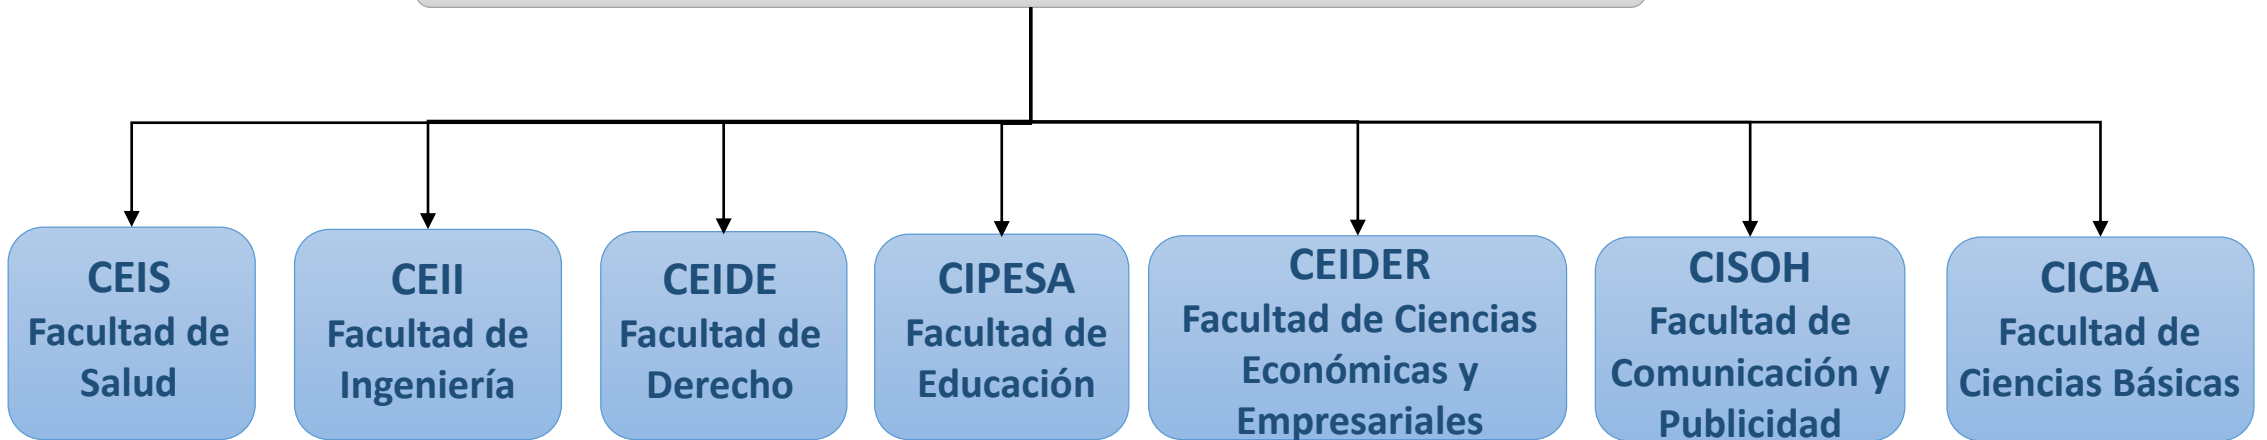 CEIS
Facultad de
Salud
CEII
Facultad de
Ingeniería
CEIDE
Facultad de
Derecho
CIPESA
Facultad de
Educación
CEIDER
Facultad de Ciencias
Económicas y
Empresariales
CISOH
Facultad de
Comunicación y
Publicidad
CICBA
Facultad de
Ciencias Básicas